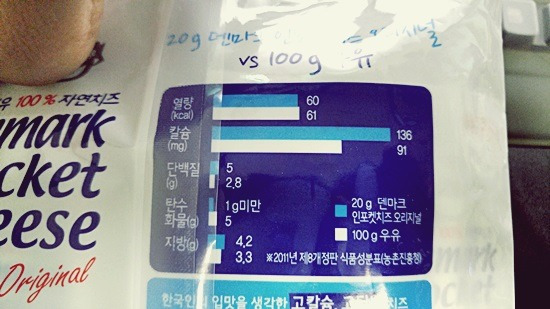 20g 덴마
vs 100g 우유
100% 자연치즈
mark
cket
eese
Original
열량
(kcal)
60
61
칼슘
(mg)
136
91
단백질
(g)
5
2,8
탄수
화물(g)
1g미만
5
지방(g)
4,2
3,3
20g 덴마크
인포켓치즈 오리지널
100g 우유
※2011년 제8개정판 식품성분표(농촌진흥청)
한국인의 입맛을 생각한 고칼슘, 치즈